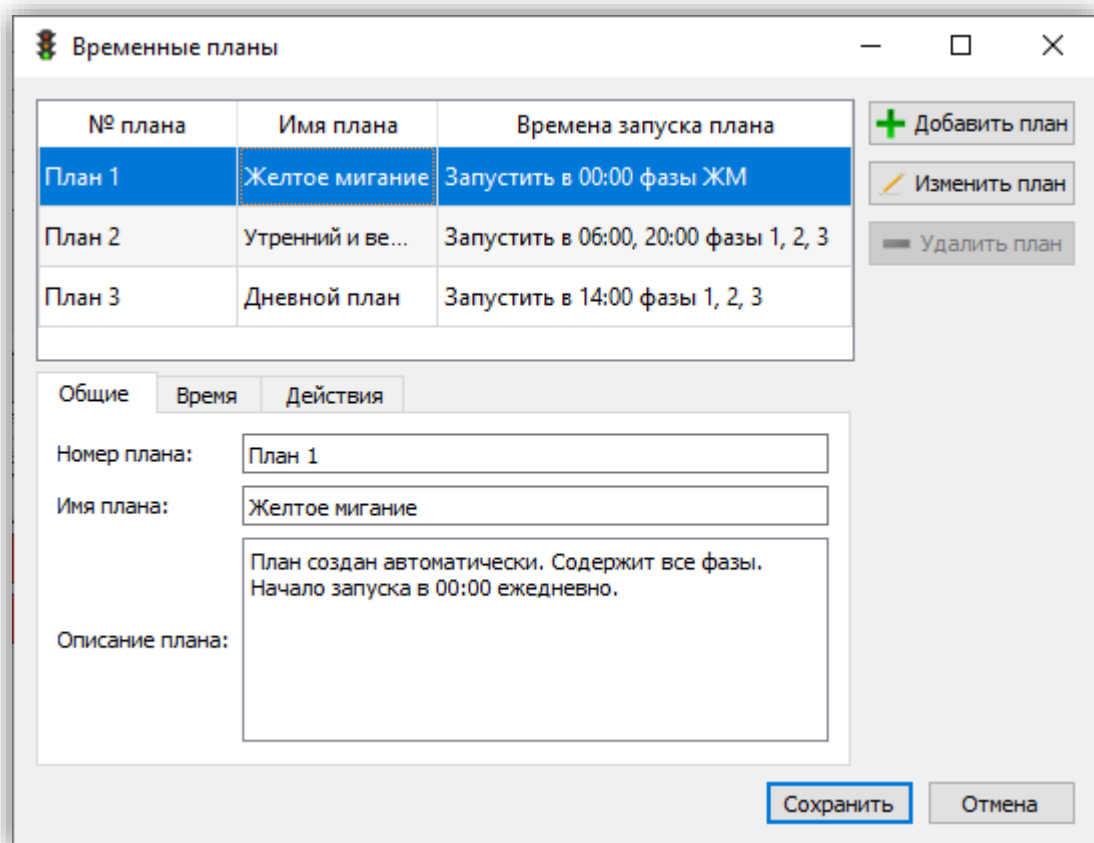 Временные планы
№ плана Имя плана Времена запуска плана
План 1 Желтое мигание Запустить в 00:00 фазы ЖМ
План 2 Утренний и ве... Запустить в 06:00, 20:00 фазы 1, 2, 3
План 3 Дневной план Запустить в 14:00 фазы 1, 2, 3
Добавить план
Изменить план
Удалить план
Общие Время Действия
Номер плана: План 1
Имя плана: Желтое мигание
Описание плана: План создан автоматически. Содержит все фазы.
Начало запуска в 00:00 ежедневно.
Сохранить Отмена